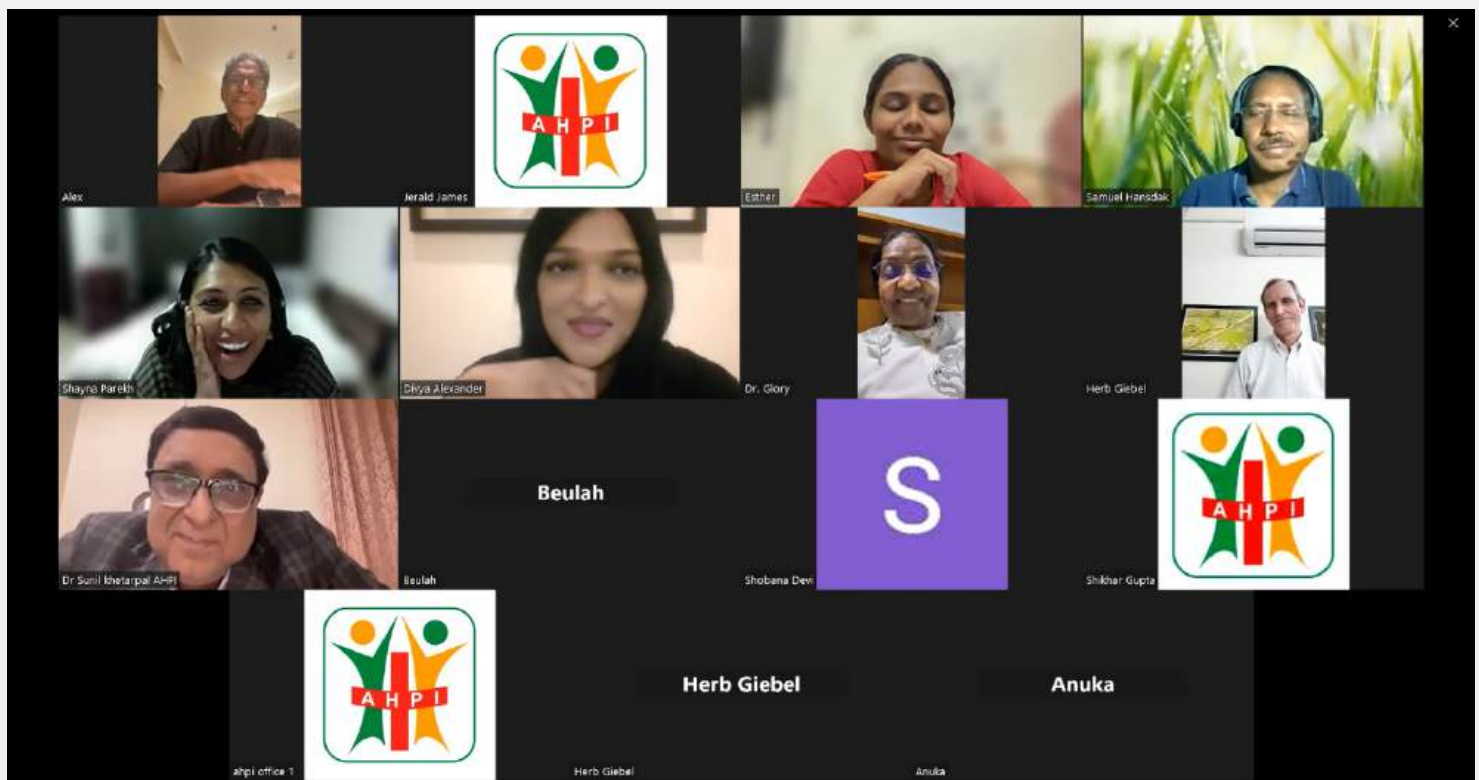 Alex
Jerald James
AHPI
Esther
Samuel Hansdak
Shayna Parekh
Divya Alexander
Dr. Glory
Herb Giebel
Dr Sunil khetarpal AHPI
Beulah
Beulah
Shobana Devi
S
Shikhar Gupta
AHPI
ahpi office 1
AHPI
Herb Giebel
Herb Giebel
Anuka
Anuka